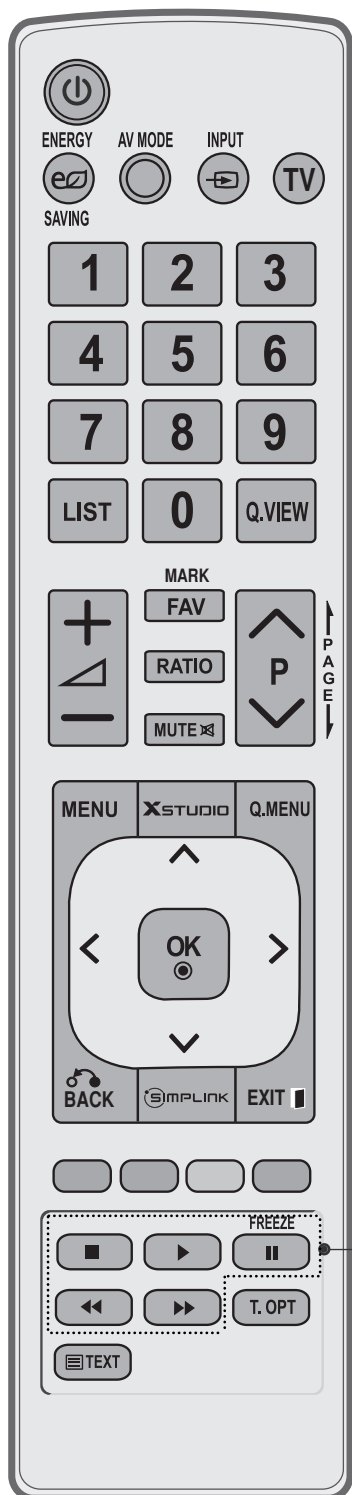 ENERGY AV MODE INPUT
TV
SAVING
1 2 3
4 5 6
7 8 9
LIST 0 Q.VIEW
MARK
FAV
RATIO P
MUTE
PAGE
MENU XSTUDIO Q.MENU
OK
BACK SIMPLINK EXIT
FREEZE
T. OPT
TEXT